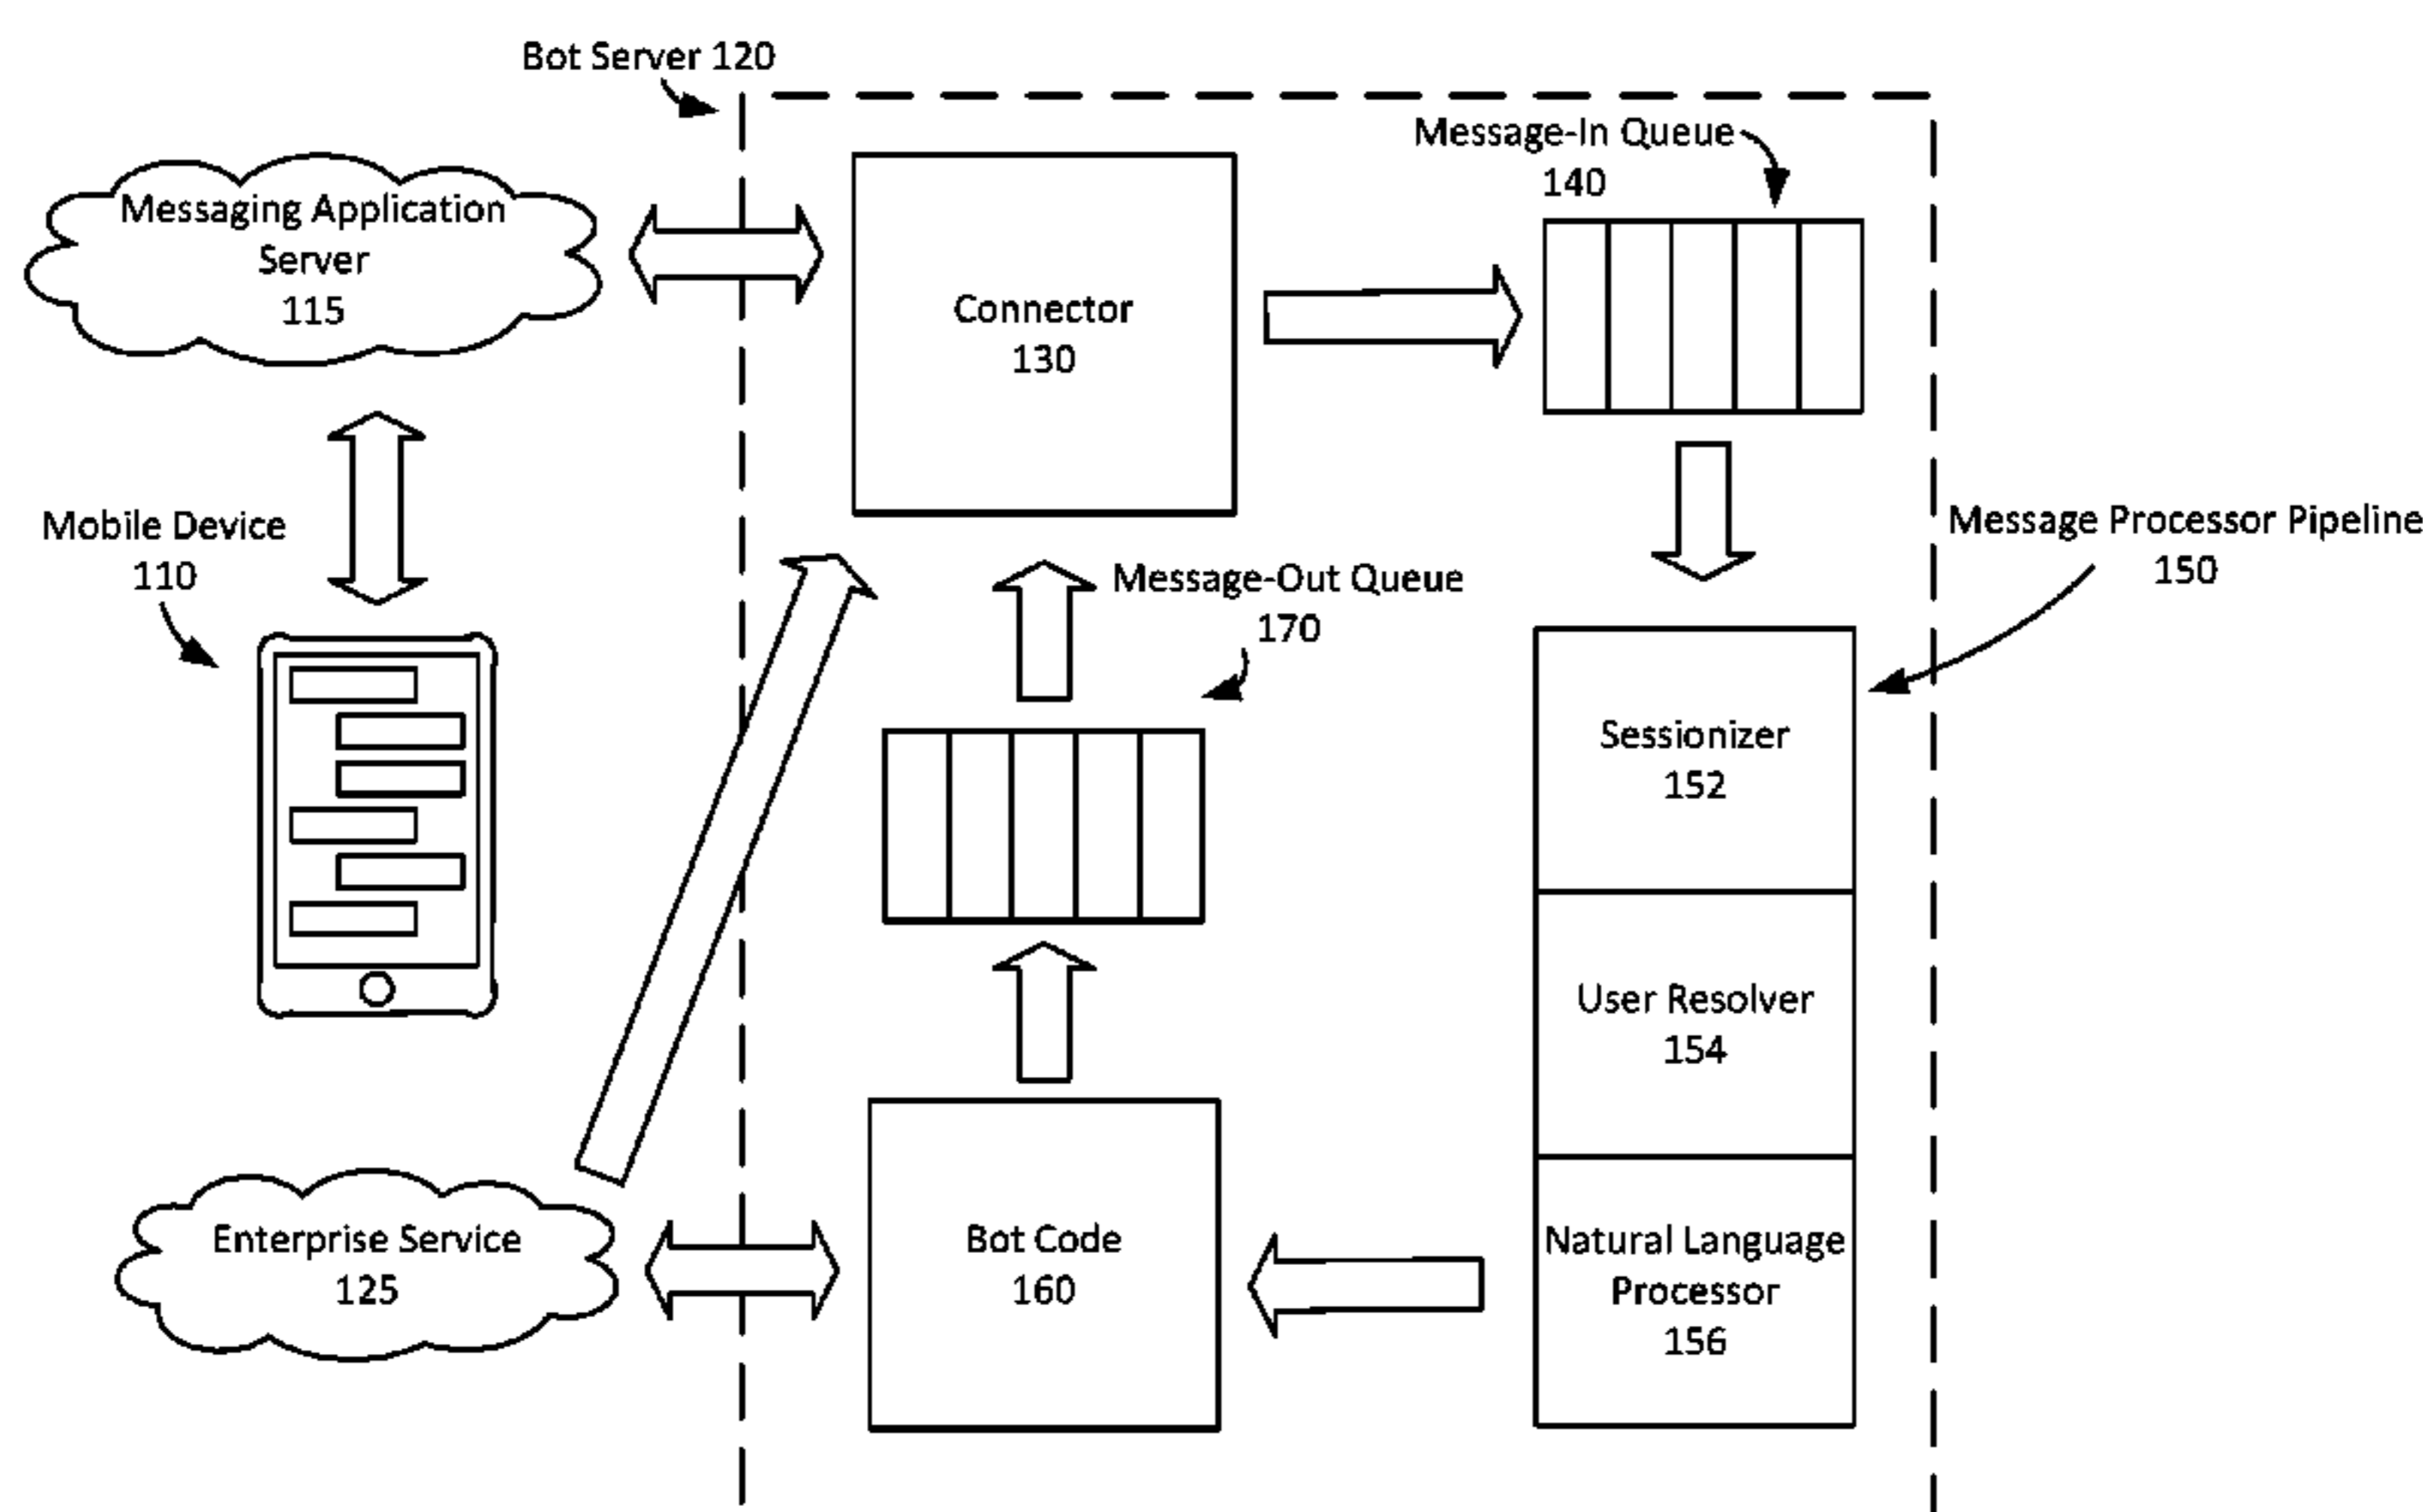 Bot Server 120
Message-In Queue
140
Messaging Application
Server
115
Connector
130
Mobile Device
110
Message-Out Queue
170
Message Processor Pipeline
150
Sessionizer
152
User Resolver
154
Enterprise Service
125
Bot Code
160
Natural Language
Processor
156